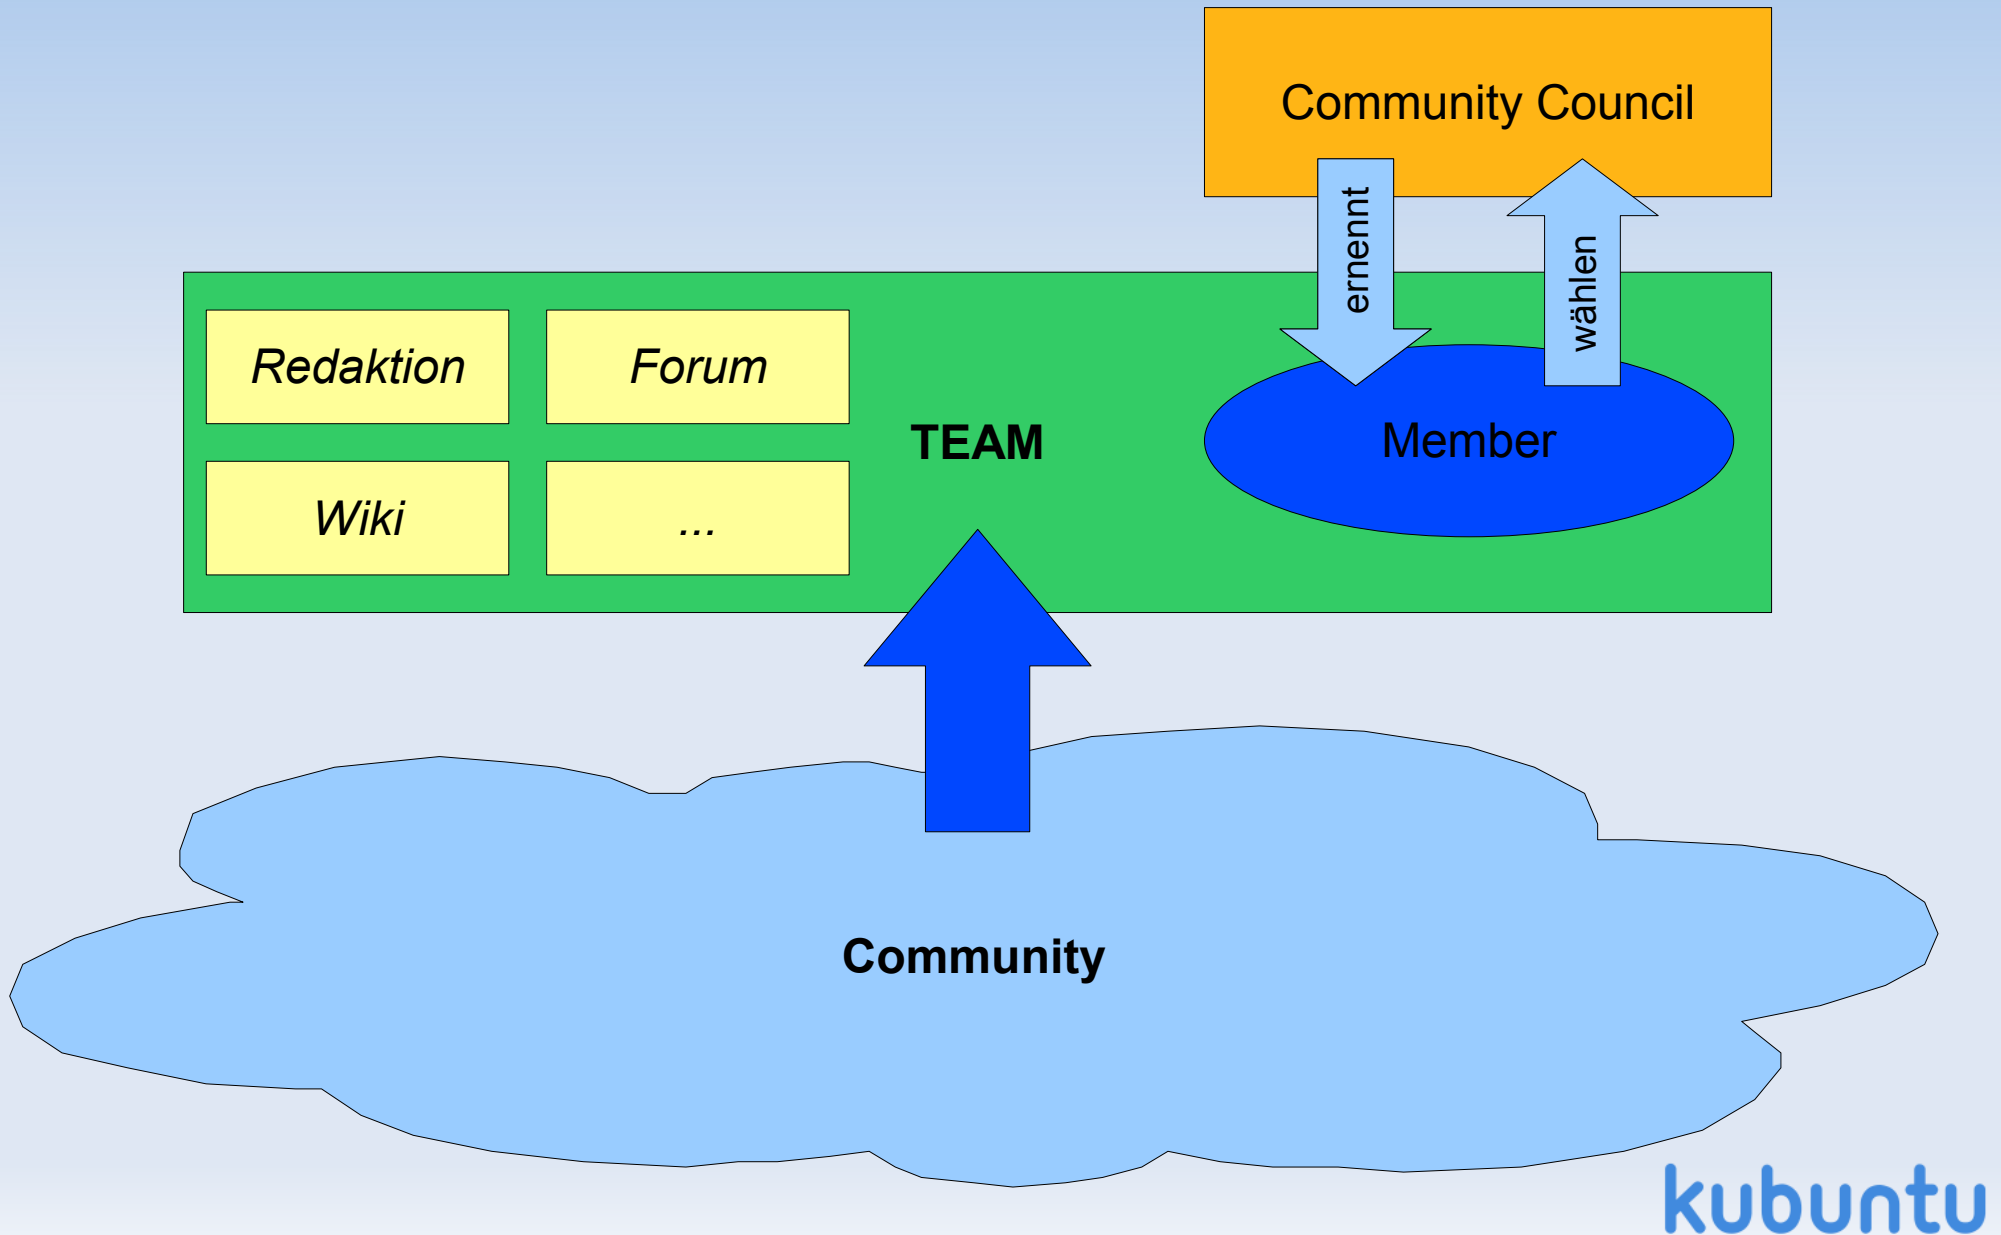 Community Council
ernennt
wählen
Redaktion
Forum
TEAM
Member
Wiki
...
Community
kubuntu